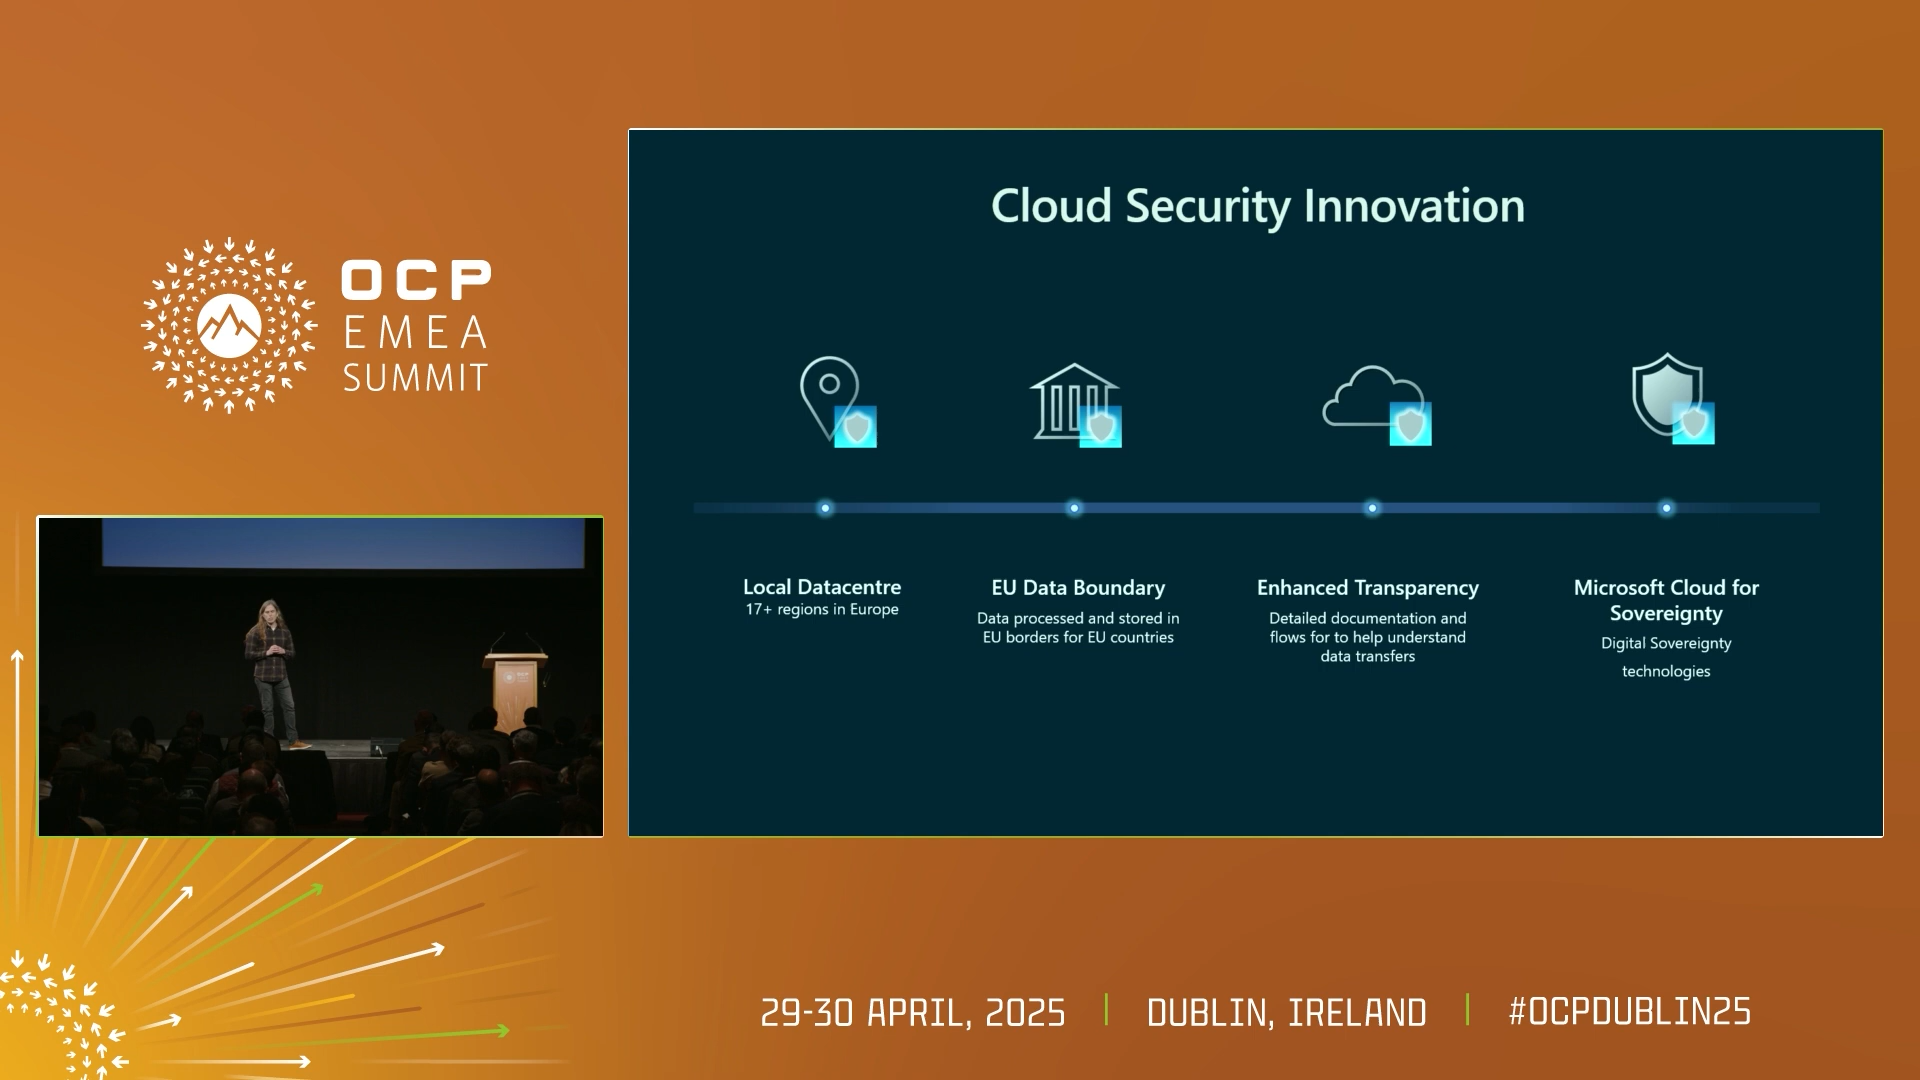 OCP
EMEA
SUMMIT
Cloud Security Innovation
Local Datacentre
17+ regions in Europe
EU Data Boundary
Data processed and stored in
EU borders for EU countries
Enhanced Transparency
Detailed documentation and
flows for to help understand
data transfers
Microsoft Cloud for
Sovereignty
Digital Sovereignty
technologies
OCP
29-30 APRIL, 2025 | DUBLIN, IRELAND | #OCPDUBLIN25